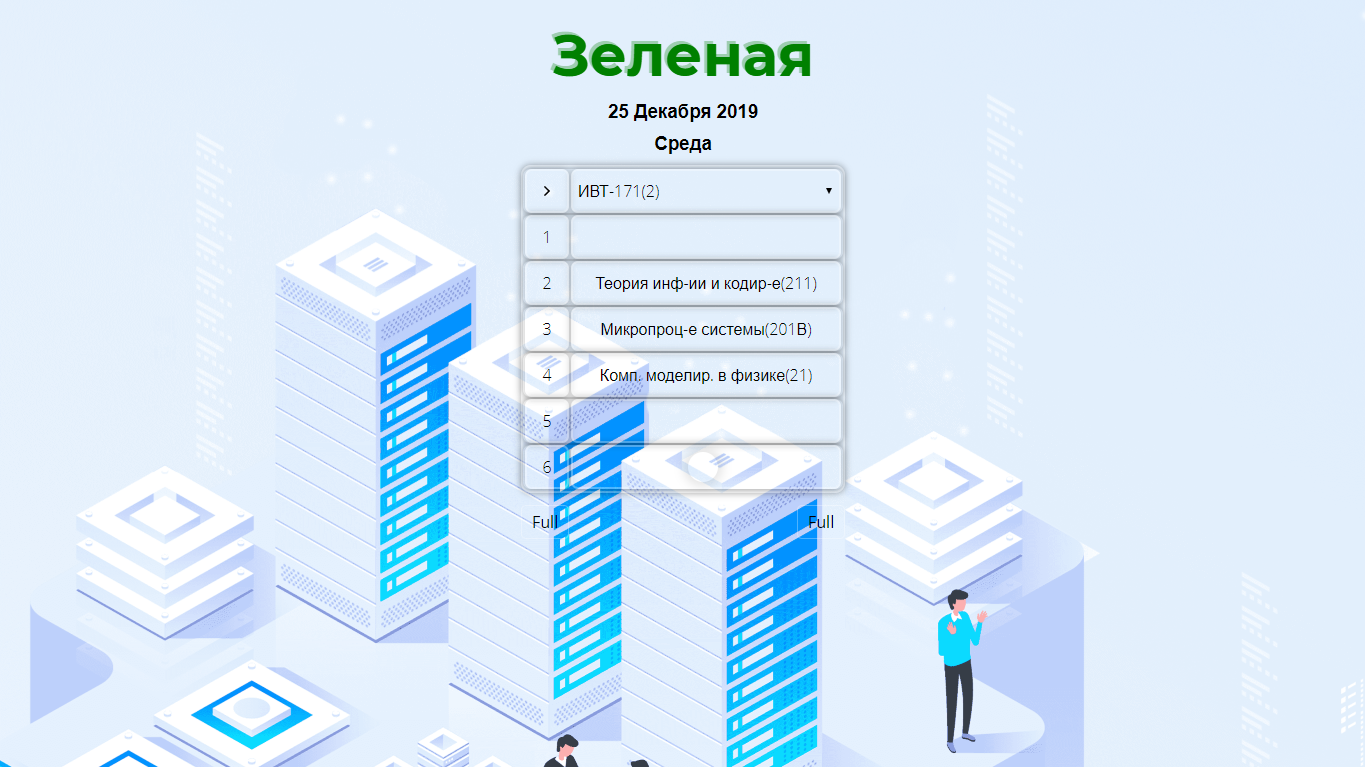 Зеленая
25 Декабря 2019
Среда
> ИВТ-171(2) ▼
1
2 Теория инф-ии и кодир-е(211)
3 Микропроц-е системы(201В)
4 Комп. моделир. в физике(21)
5
6
Full Full